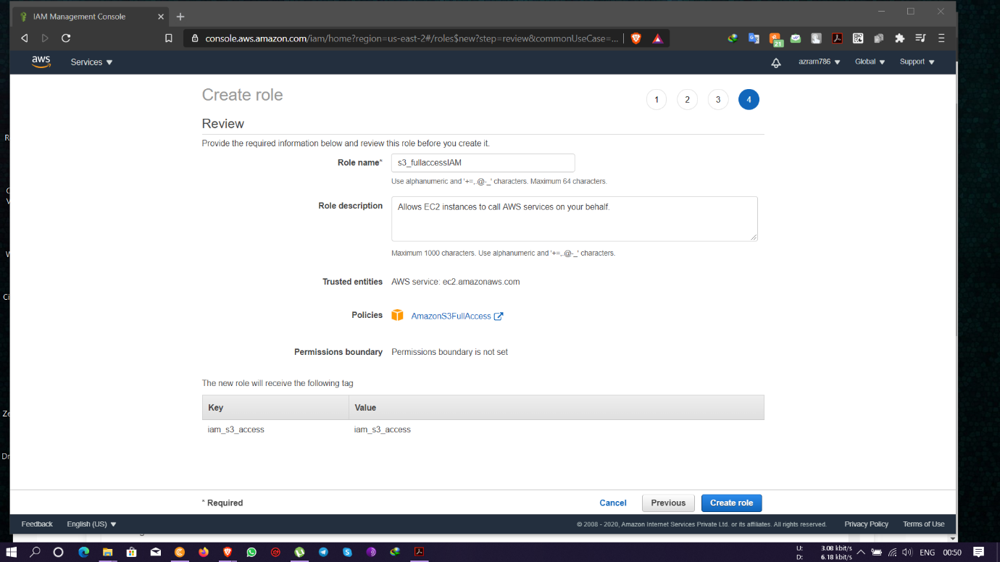 IAM Management Console
console.aws.amazon.com/iam/home?region=us-east-2#/roles$new?step=review&commonUseCase=...
21
aws
Services
azram786
Global
Support
Create role
1
2
3
4
Review
Provide the required information below and review this role before you create it.
Role name*
s3_fullaccessIAM
Use alphanumeric and '+=,.@-_' characters. Maximum 64 characters.
Role description
Allows EC2 instances to call AWS services on your behalf.
Maximum 1000 characters. Use alphanumeric and '+=,.@-_' characters.
Trusted entities
AWS service: ec2.amazonaws.com
Policies
AmazonS3FullAccess
Permissions boundary
Permissions boundary is not set
The new role will receive the following tag
Key Value
iam_s3_access iam_s3_access
* Required
Cancel
Previous
Create role
Feedback
English (US)
© 2008 - 2020, Amazon Internet Services Private Ltd. or its affiliates. All rights reserved.
Privacy Policy
Terms of Use
U: 3.08 kbit/s
D: 6.18 kbit/s
ENG
00:50